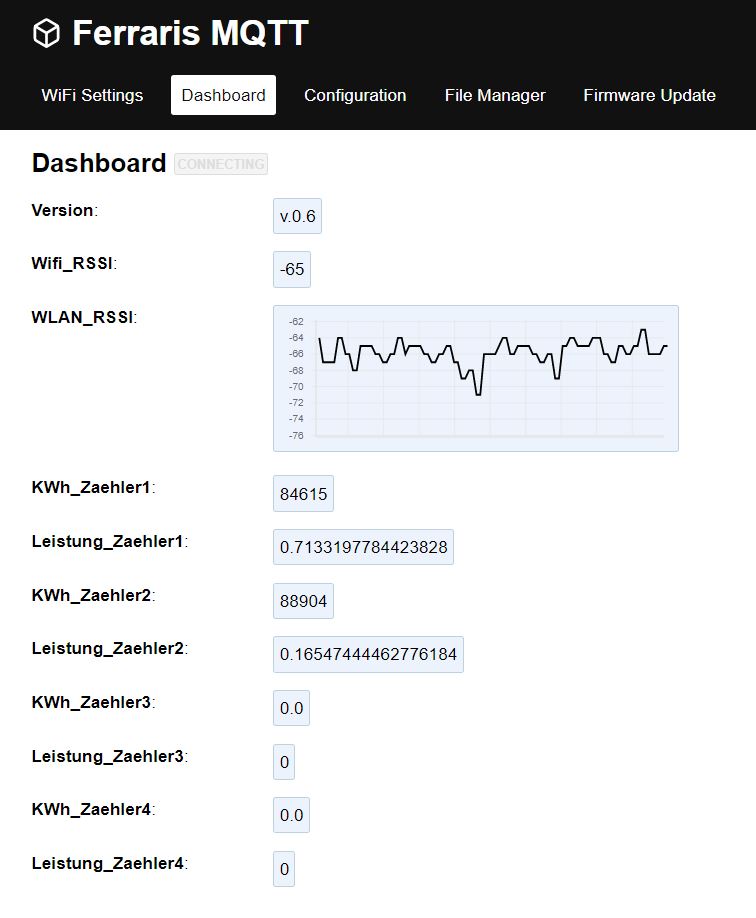 Ferraris MQTT
WiFi Settings Dashboard Configuration File Manager Firmware Update
Dashboard CONNECTING
Version: v.0.6
Wifi_RSSI: -65
WLAN_RSSI:
-62
-64
-66
-68
-70
-72
-74
-76
KWh_Zaehler1: 84615
Leistung_Zaehler1: 0.7133197784423828
KWh_Zaehler2: 88904
Leistung_Zaehler2: 0.16547444462776184
KWh_Zaehler3: 0.0
Leistung_Zaehler3: 0
KWh_Zaehler4: 0.0
Leistung_Zaehler4: 0